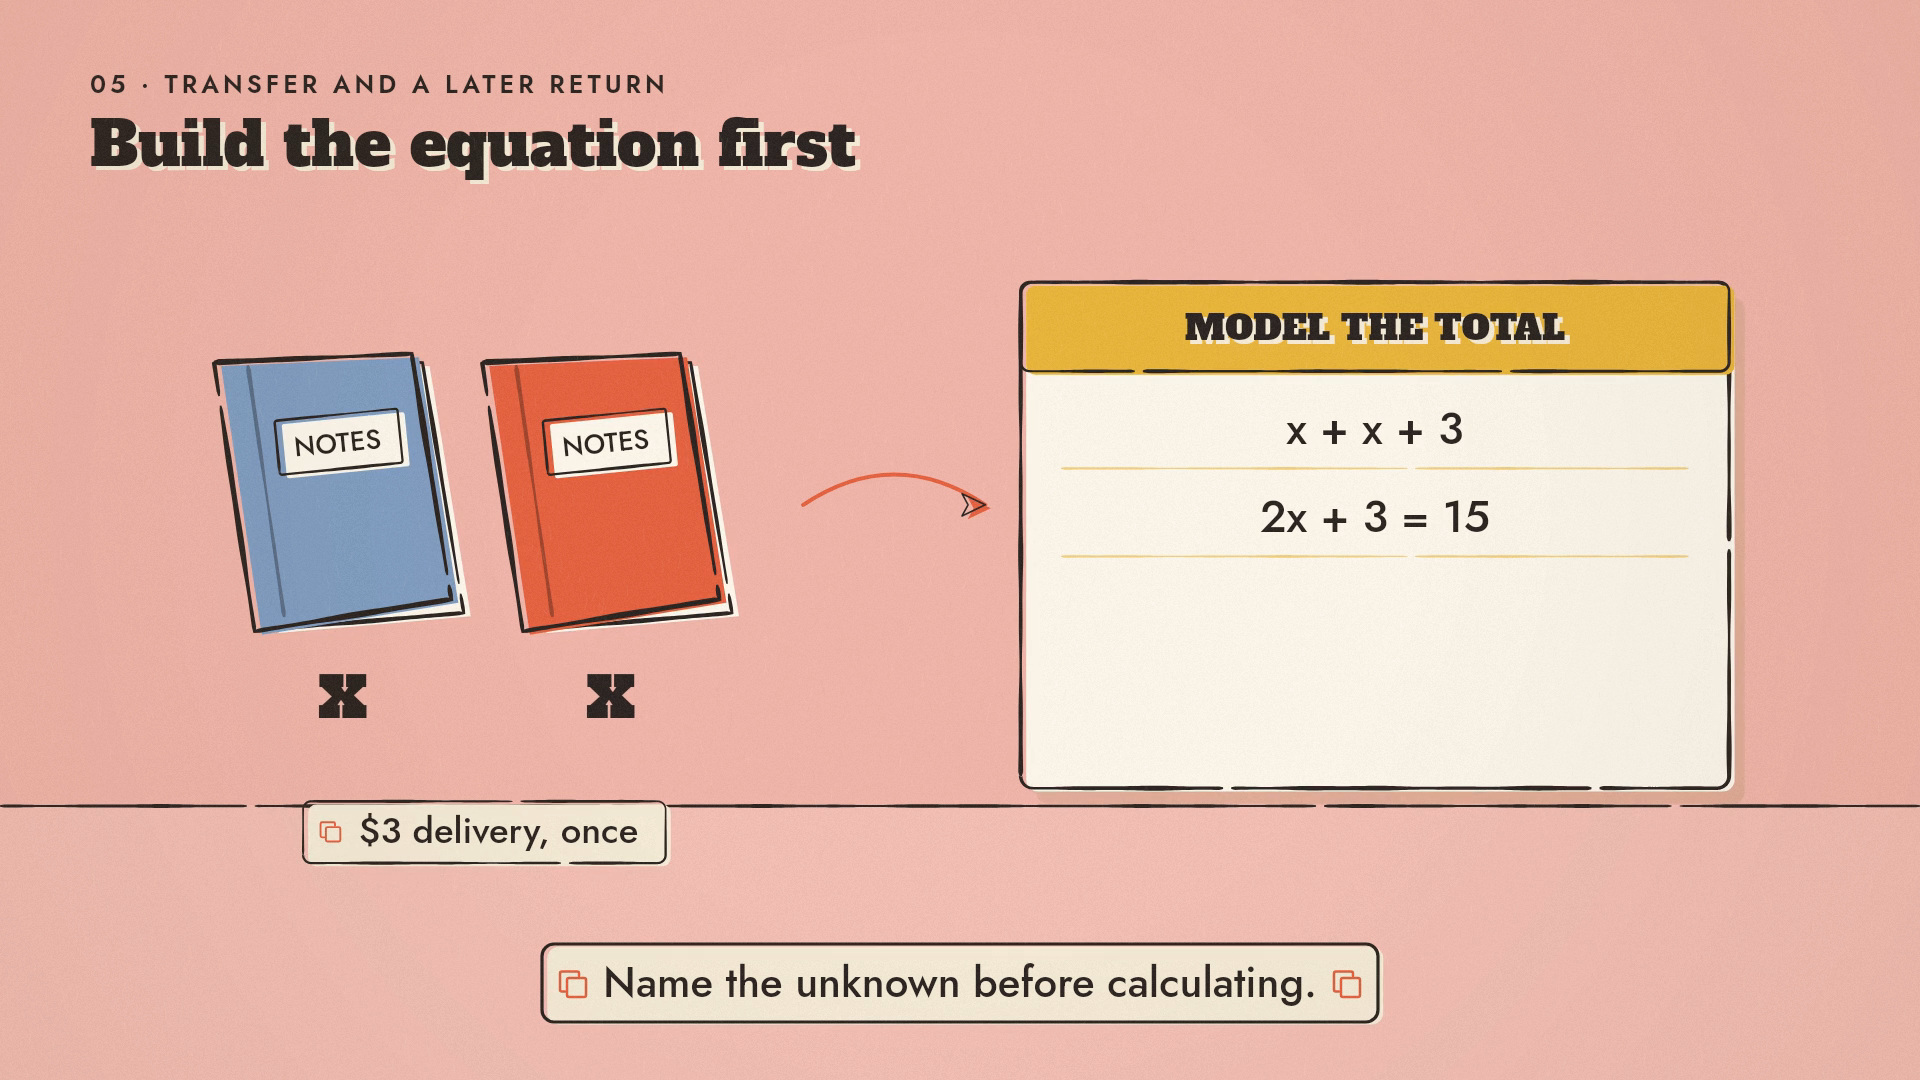 05 · TRANSFER AND A LATER RETURN
Build the equation first
NOTES
NOTES
x
x
$3 delivery, once
MODEL THE TOTAL
x + x + 3
2x + 3 = 15
Name the unknown before calculating.